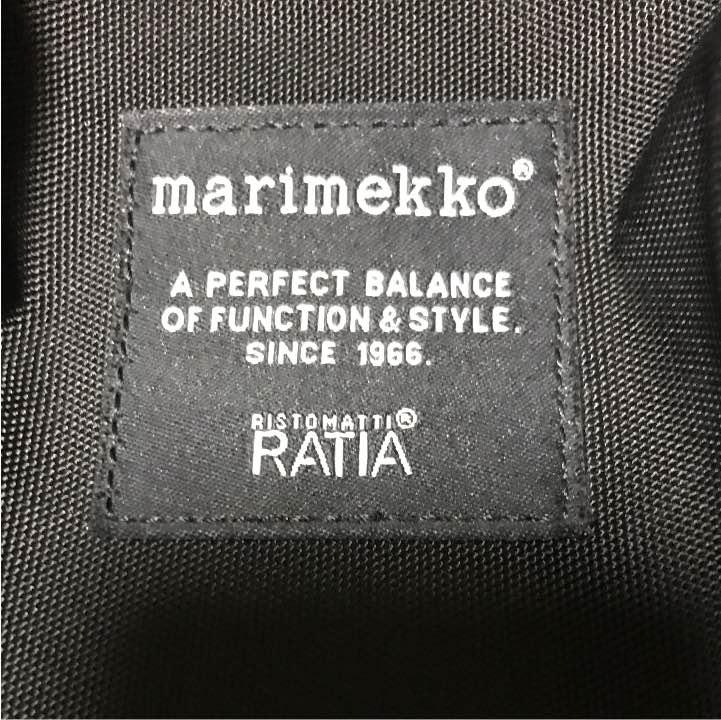 marimekko®
A PERFECT BALANCE
OF FUNCTION & STYLE.
SINCE 1966.
RISTOMATTI®
RATIA